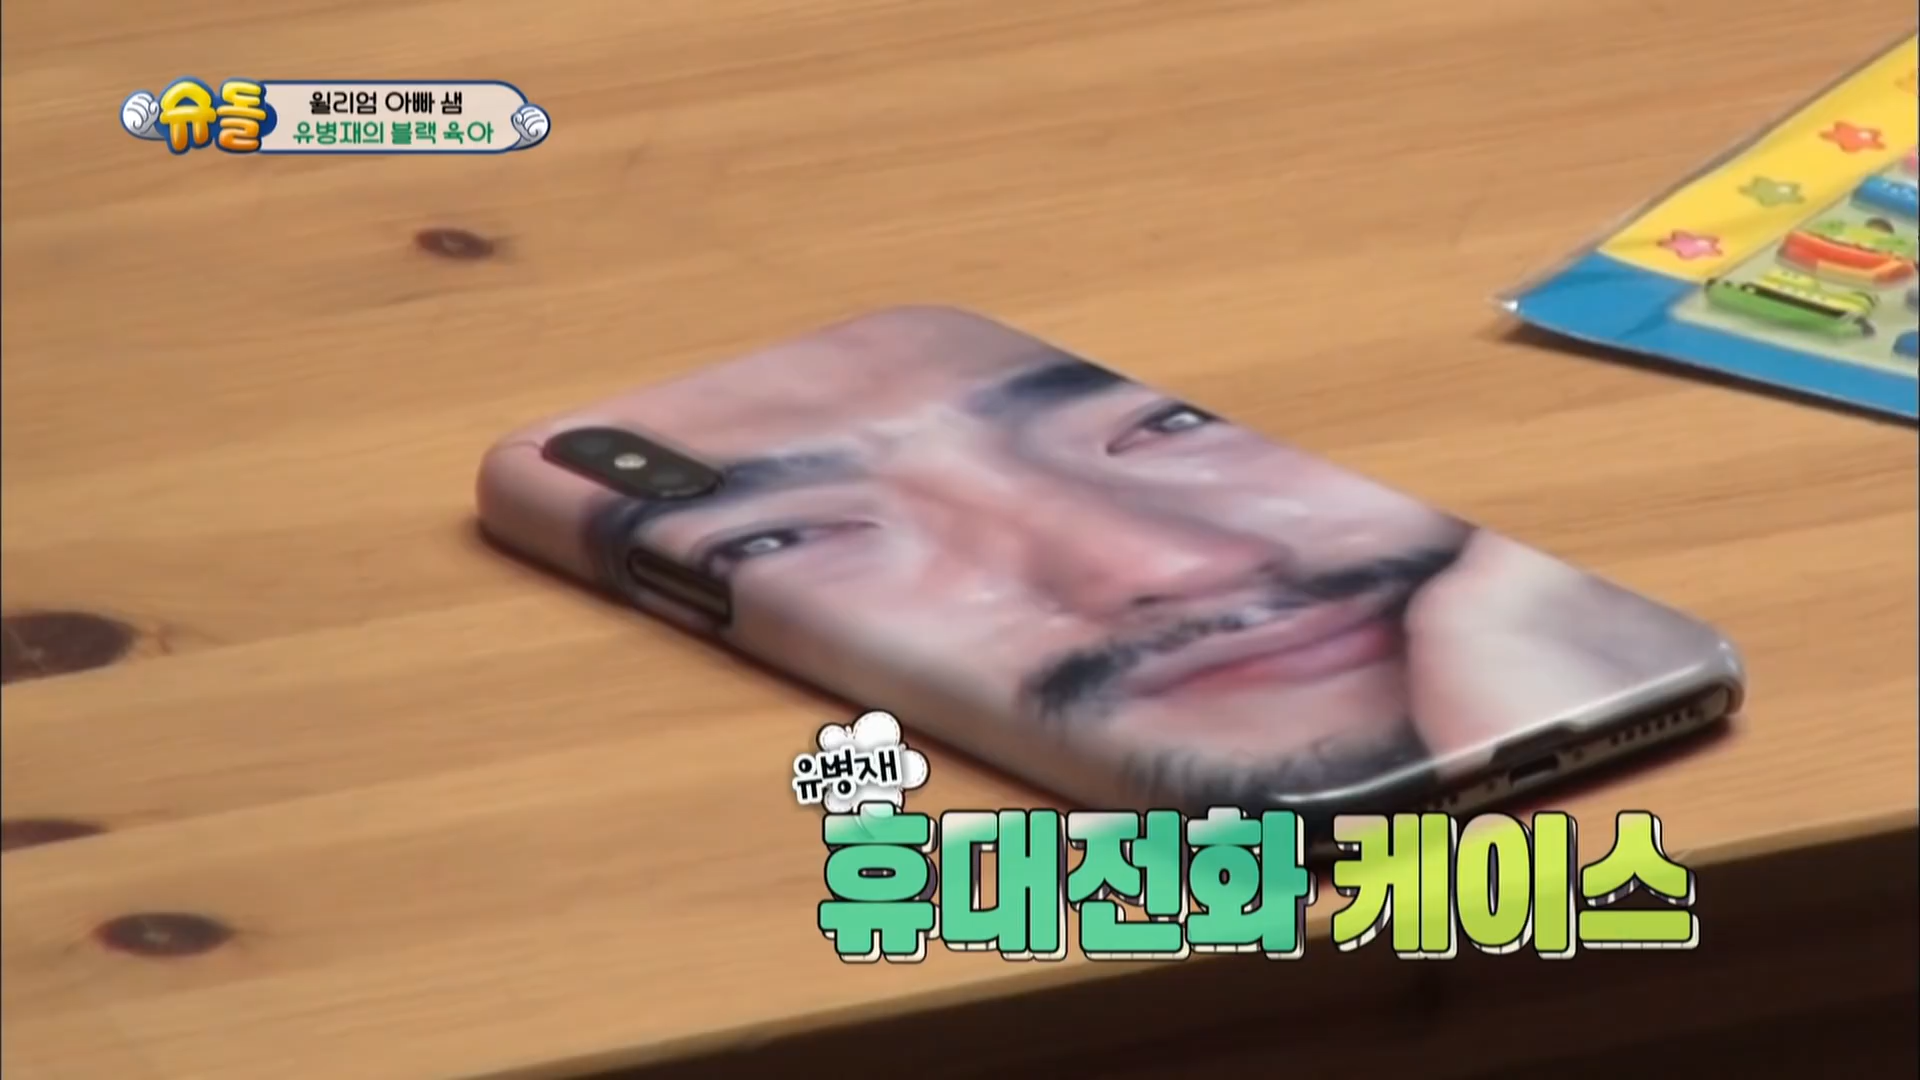 슈돌
윌리엄 아빠 샘
유병재의 블랙 육아
유병재
휴대전화 케이스